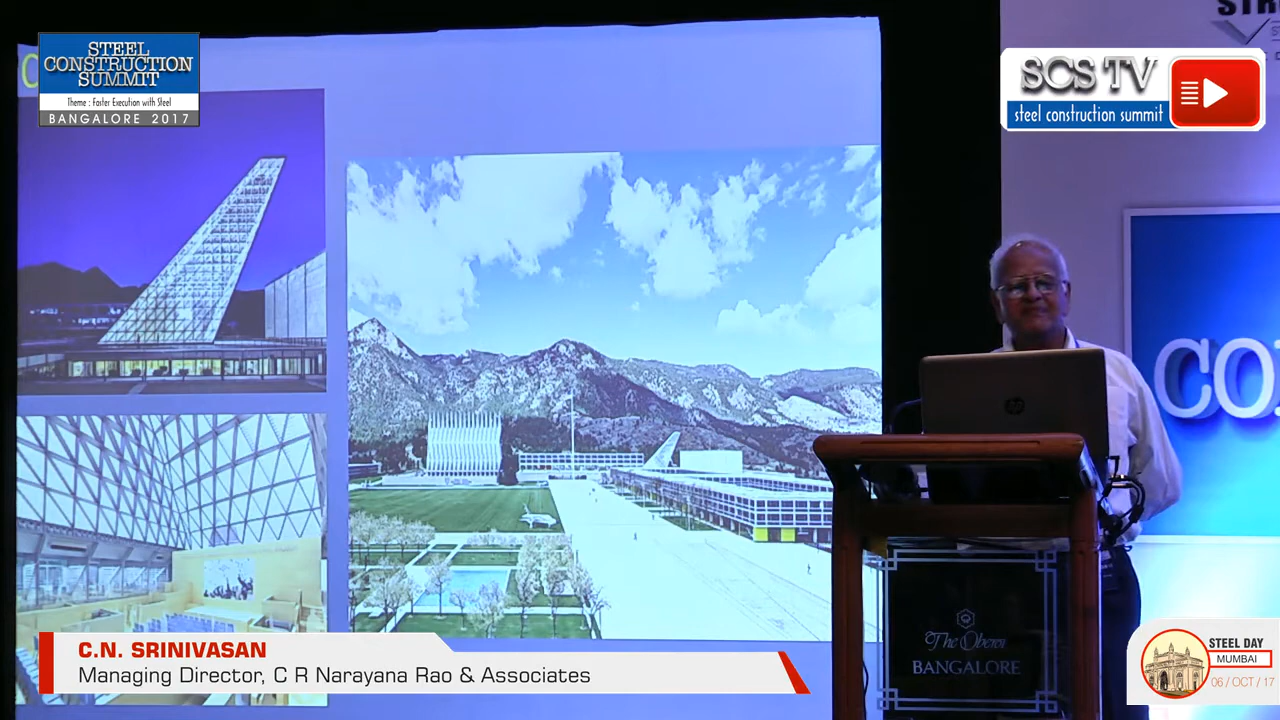 STEEL
CONSTRUCTION
SUMMIT
Theme : Faster Execution with Steel
BANGALORE 2017
SCS TV
steel construction summit
hp
The Oberoi
BANGALORE
C.N. SRINIVASAN
Managing Director, C R Narayana Rao & Associates
STEEL DAY
MUMBAI
06 / OCT / 17